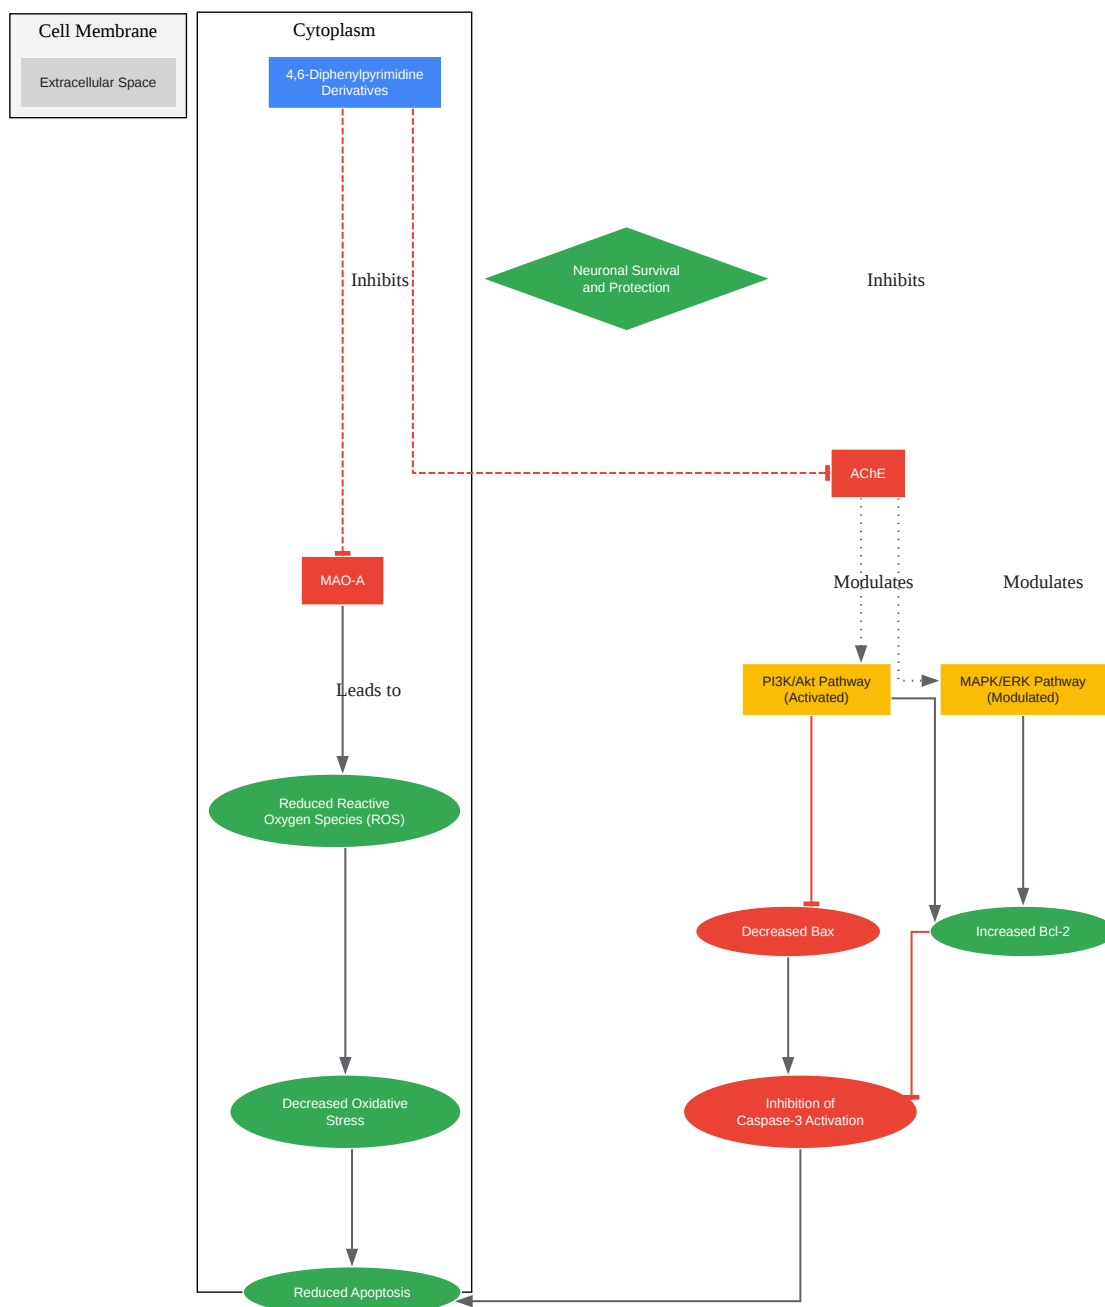 Cell Membrane
Extracellular Space
Cytoplasm
4,6-Diphenylpyrimidine
Derivatives
Inhibits
Neuronal Survival
and Protection
Inhibits
AChE
MAO-A
Modulates
Modulates
Leads to
PI3K/Akt Pathway
(Activated)
MAPK/ERK Pathway
(Modulated)
Reduced Reactive
Oxygen Species (ROS)
Decreased Bax
Increased Bcl-2
Decreased Oxidative
Stress
Inhibition of
Caspase-3 Activation
Reduced Apoptosis